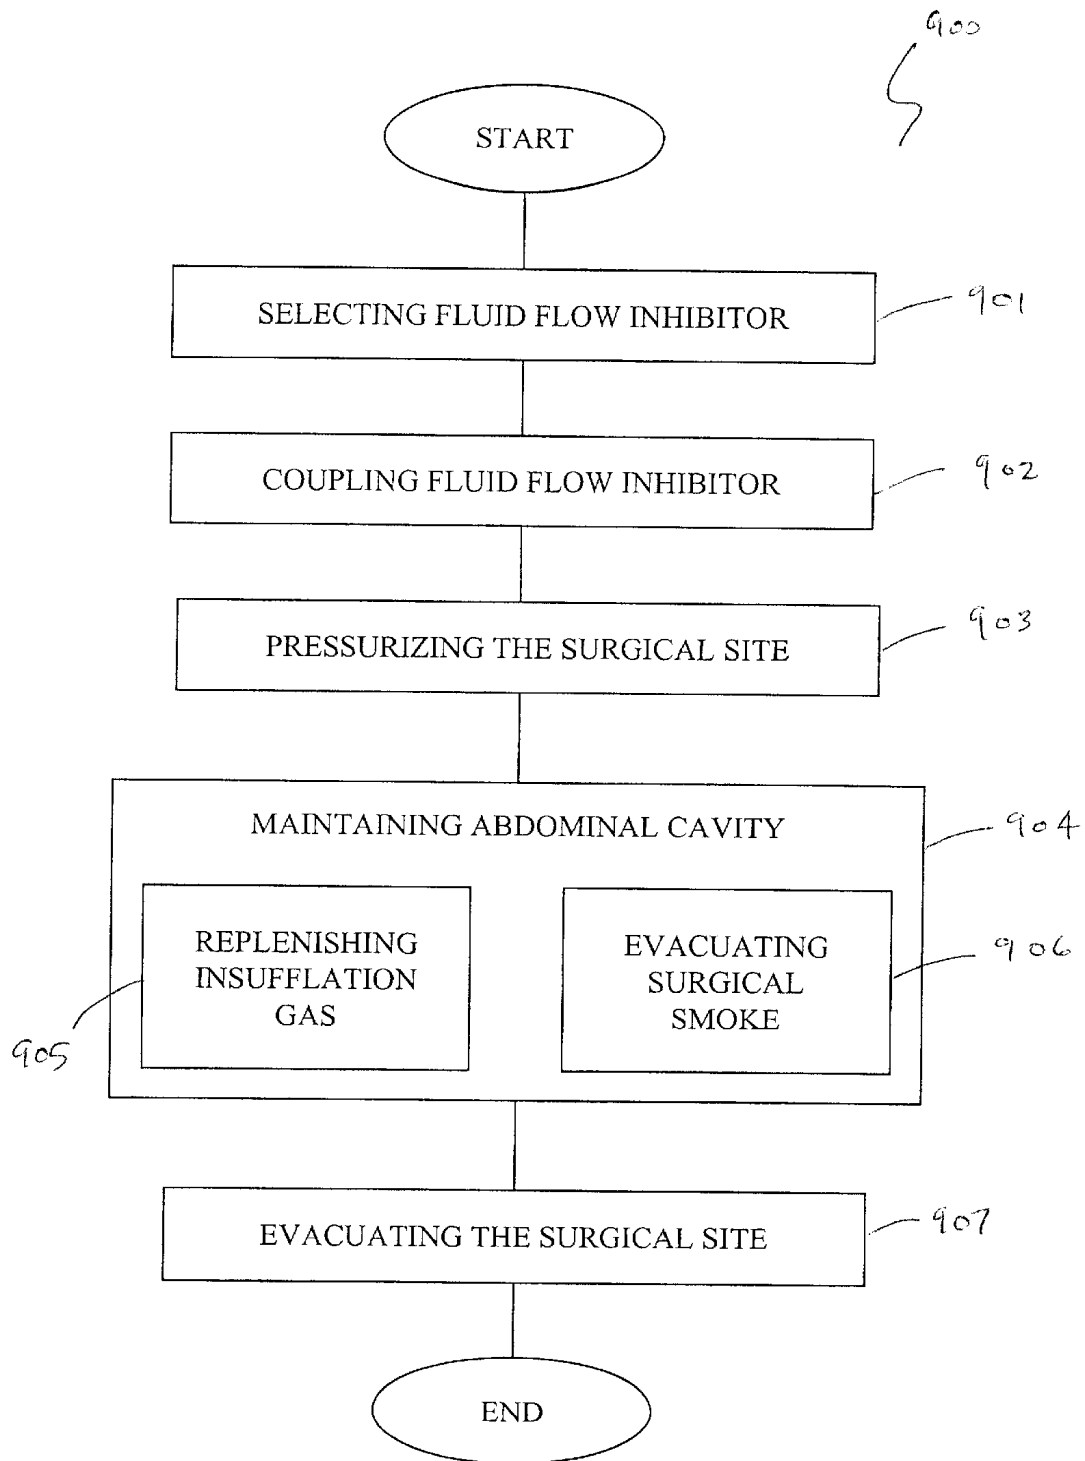 900
START
SELECTING FLUID FLOW INHIBITOR
901
COUPLING FLUID FLOW INHIBITOR
902
PRESSURIZING THE SURGICAL SITE
903
MAINTAINING ABDOMINAL CAVITY
904
REPLENISHING
INSUFFLATION
GAS
905
EVACUATING
SURGICAL
SMOKE
906
EVACUATING THE SURGICAL SITE
907
END